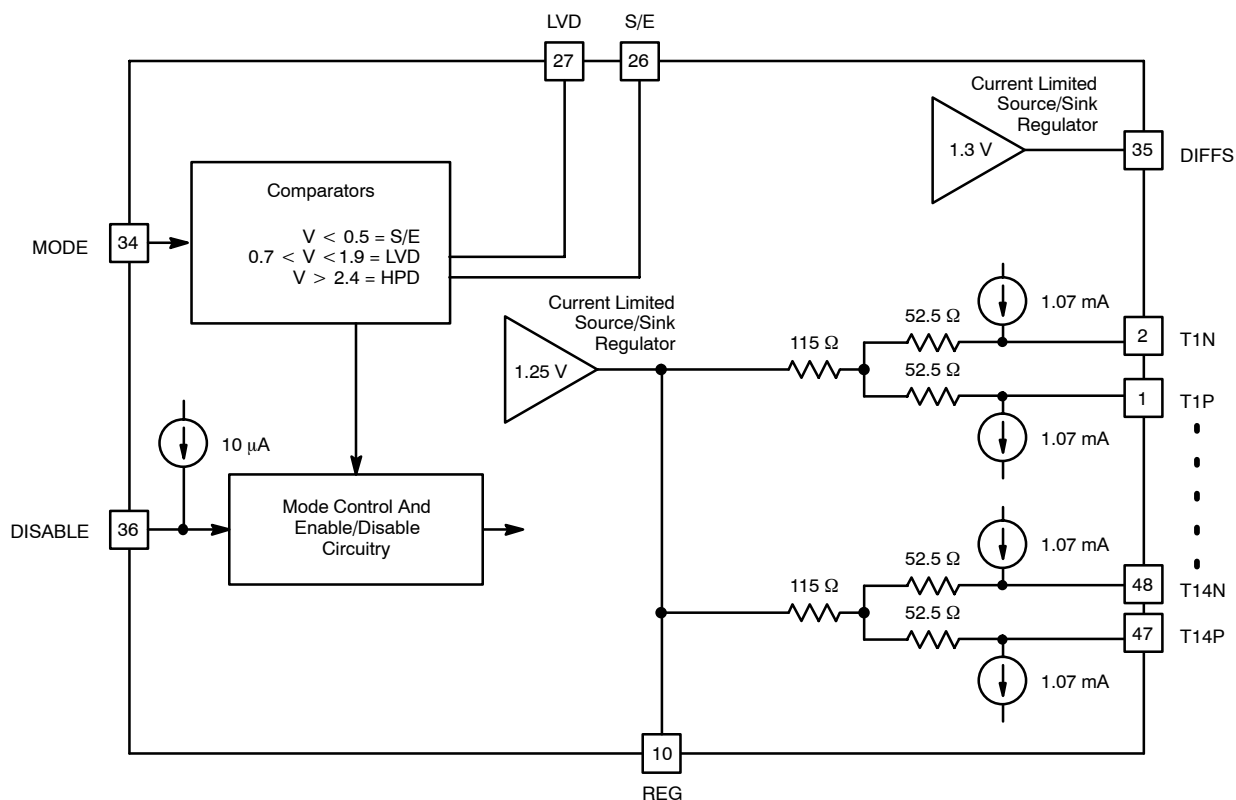 LVD
S/E
27
26
Current Limited
Source/Sink
Regulator
1.3 V
35
DIFFS
Comparators
V < 0.5 = S/E
0.7 < V <1.9 = LVD
V > 2.4 = HPD
MODE
34
Current Limited
Source/Sink
Regulator
1.25 V
115 Ω
52.5 Ω
1.07 mA
2
T1N
52.5 Ω
1
T1P
1.07 mA
10 μA
DISABLE
36
Mode Control And
Enable/Disable
Circuitry
115 Ω
52.5 Ω
1.07 mA
48
T14N
52.5 Ω
47
T14P
1.07 mA
10
REG